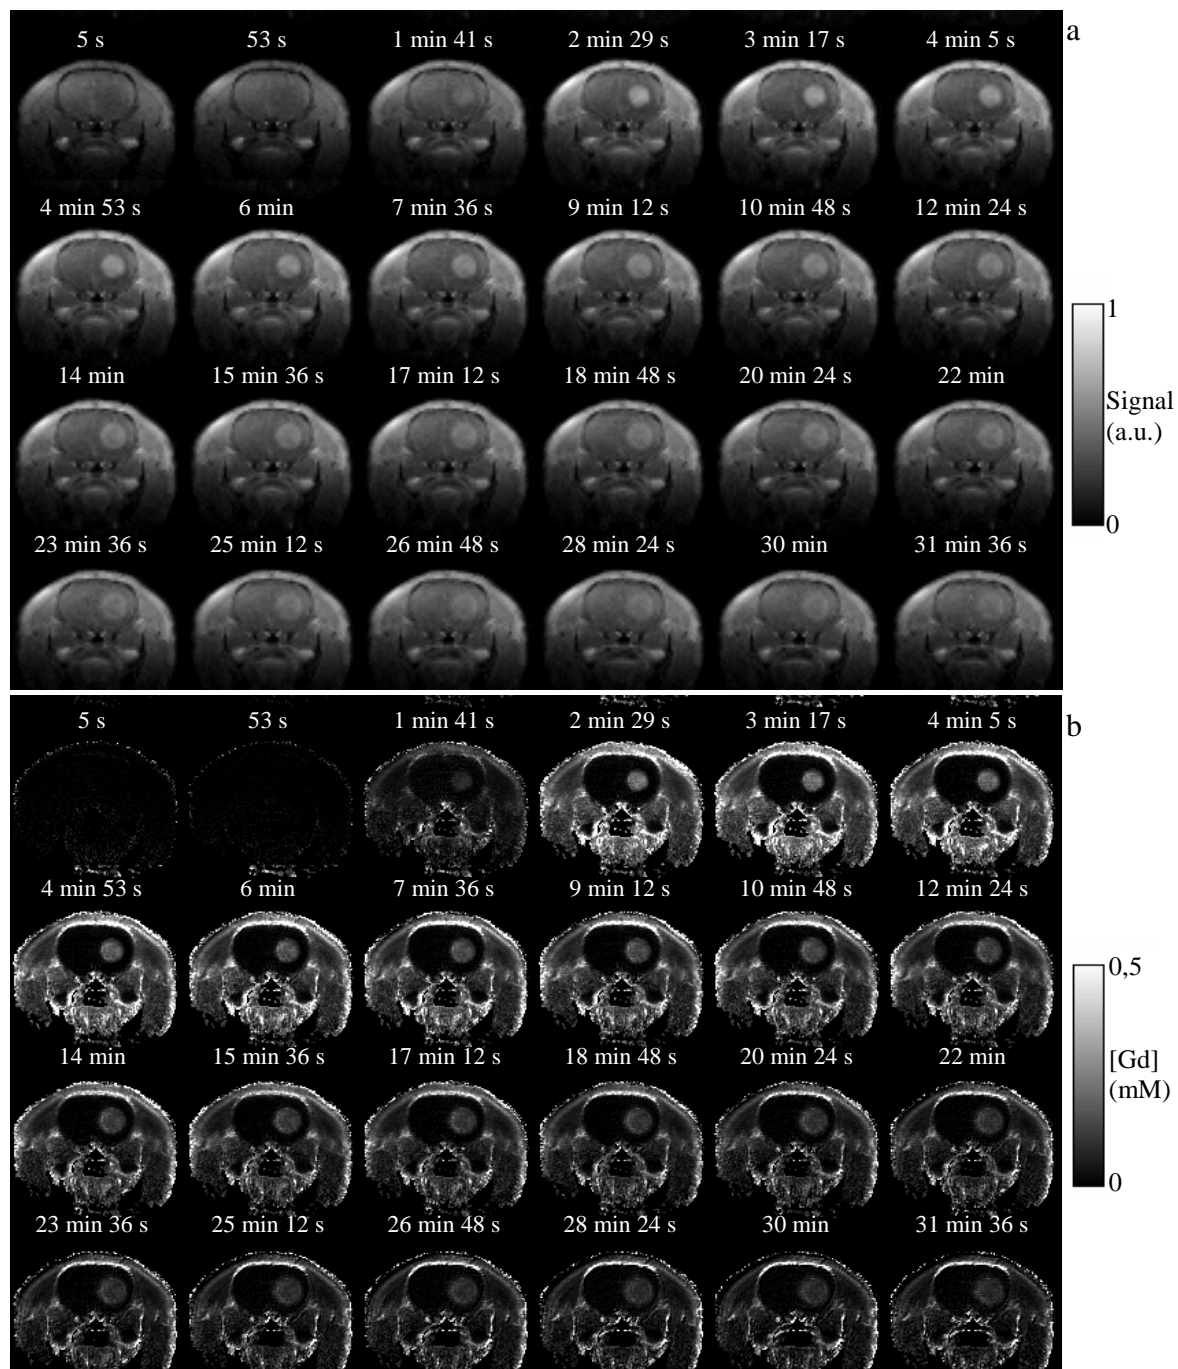 a
5 s 53 s 1 min 41 s 2 min 29 s 3 min 17 s 4 min 5 s
4 min 53 s 6 min 7 min 36 s 9 min 12 s 10 min 48 s 12 min 24 s
14 min 15 min 36 s 17 min 12 s 18 min 48 s 20 min 24 s 22 min
23 min 36 s 25 min 12 s 26 min 48 s 28 min 24 s 30 min 31 min 36 s
1
Signal
(a.u.)
0
b
5 s 53 s 1 min 41 s 2 min 29 s 3 min 17 s 4 min 5 s
4 min 53 s 6 min 7 min 36 s 9 min 12 s 10 min 48 s 12 min 24 s
14 min 15 min 36 s 17 min 12 s 18 min 48 s 20 min 24 s 22 min
23 min 36 s 25 min 12 s 26 min 48 s 28 min 24 s 30 min 31 min 36 s
0,5
[Gd]
(mM)
0